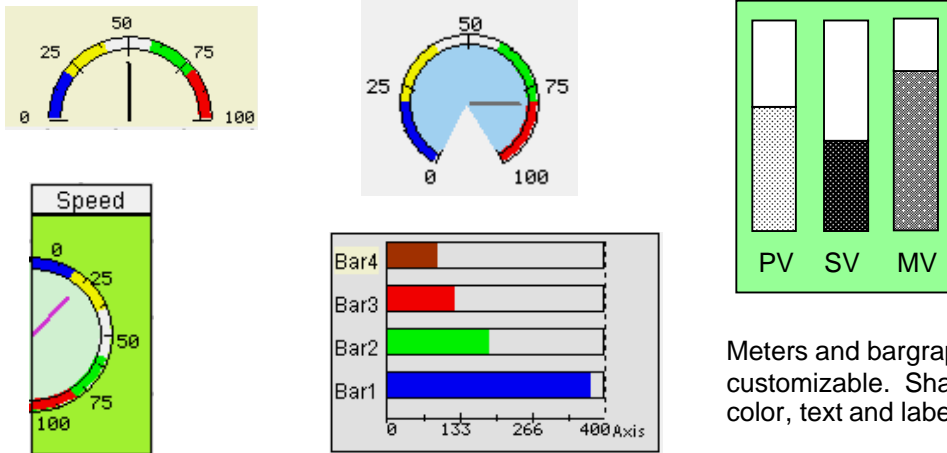 50
25
75
0
100
50
25
75
0
100
PV SV MV
Speed
0
25
50
75
100
Bar4
Bar3
Bar2
Bar1
0 133 266 400 Axis
Meters and bargrap
customizable. Sha
color, text and labe